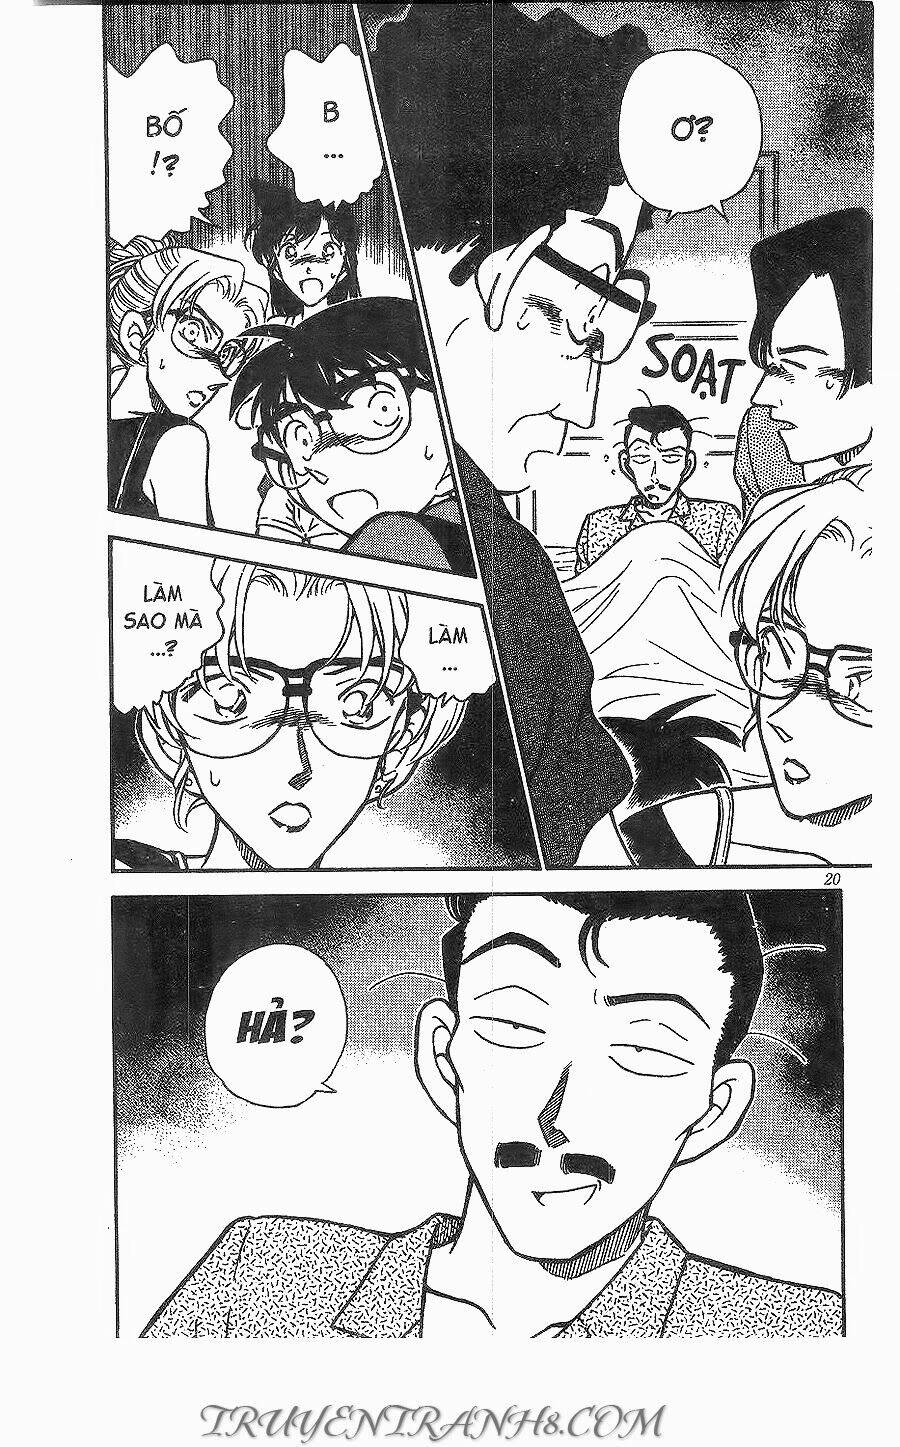 B
...
BỐ
!?
Ơ?
SOẠT
LÀM
...
LÀM
SAO MÀ
...?
20
HẢ?
TRUYENTRANH8.COM